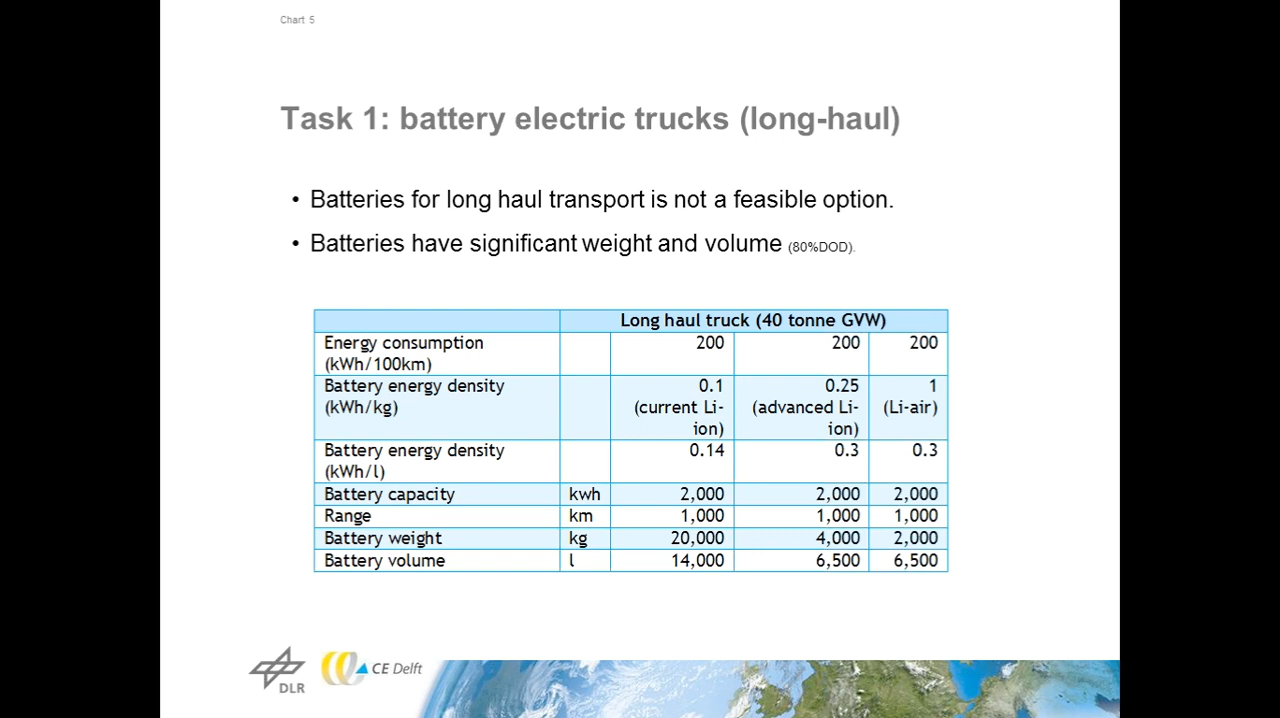 Chart 5
Task 1: battery electric trucks (long-haul)
• Batteries for long haul transport is not a feasible option.
• Batteries have significant weight and volume (80%DOD).
Long haul truck (40 tonne GVW)
Energy consumption (kWh/100km) 200 200 200
Battery energy density (kWh/kg) 0.1 (current Li-ion) 0.25 (advanced Li-ion) 1 (Li-air)
Battery energy density (kWh/l) 0.14 0.3 0.3
Battery capacity kwh 2,000 2,000 2,000
Range km 1,000 1,000 1,000
Battery weight kg 20,000 4,000 2,000
Battery volume l 14,000 6,500 6,500
DLR
CE Delft